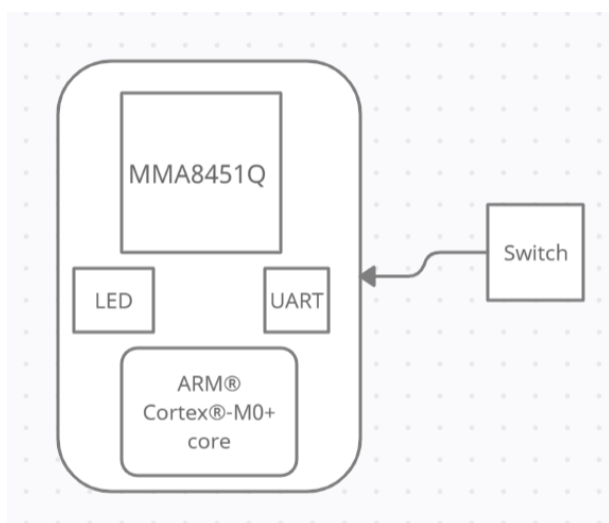 MMA8451Q
Switch
LED
UART
ARM®
Cortex®-M0+
core